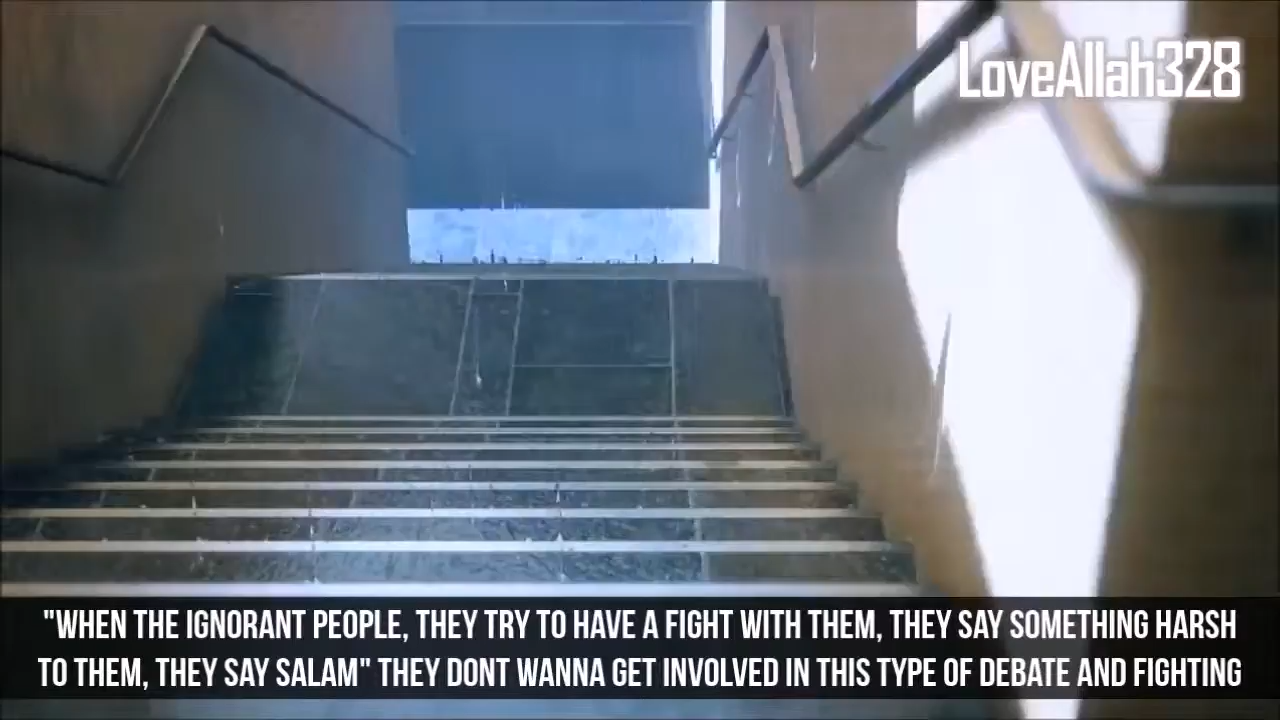 LoveAllah328
"WHEN THE IGNORANT PEOPLE, THEY TRY TO HAVE A FIGHT WITH THEM, THEY SAY SOMETHING HARSH
TO THEM, THEY SAY SALAM" THEY DONT WANNA GET INVOLVED IN THIS TYPE OF DEBATE AND FIGHTING